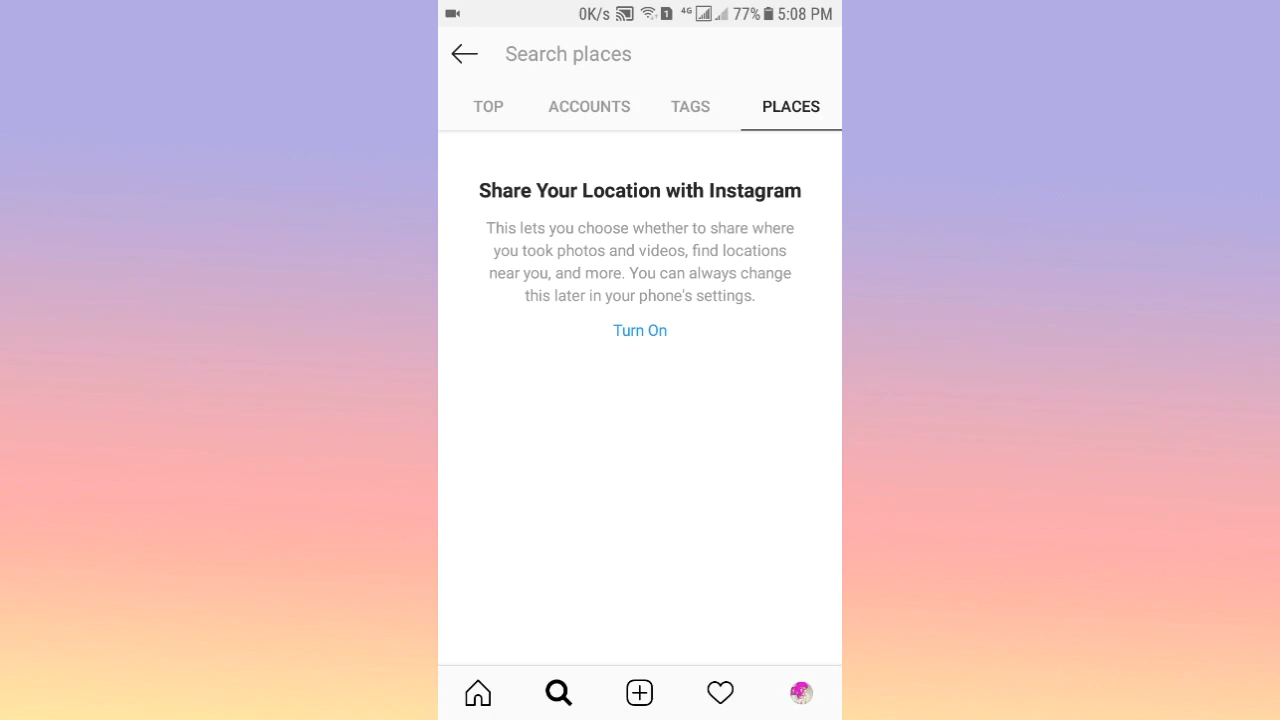 0K/s 1 4G 77% 5:08 PM
Search places
TOP ACCOUNTS TAGS PLACES
Share Your Location with Instagram
This lets you choose whether to share where
you took photos and videos, find locations
near you, and more. You can always change
this later in your phone's settings.
Turn On